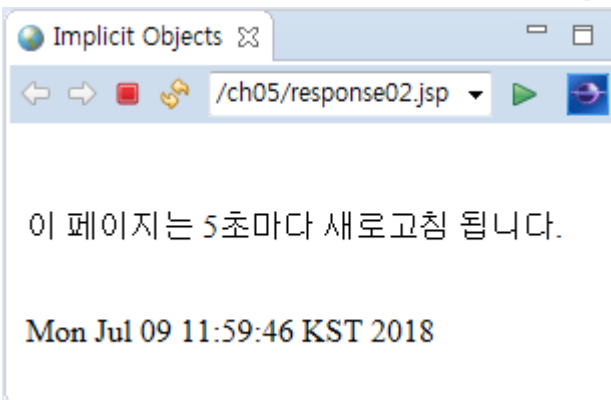 Implicit Objects
/ch05/response02.jsp
이 페이지는 5초마다 새로고침 됩니다.
Mon Jul 09 11:59:46 KST 2018